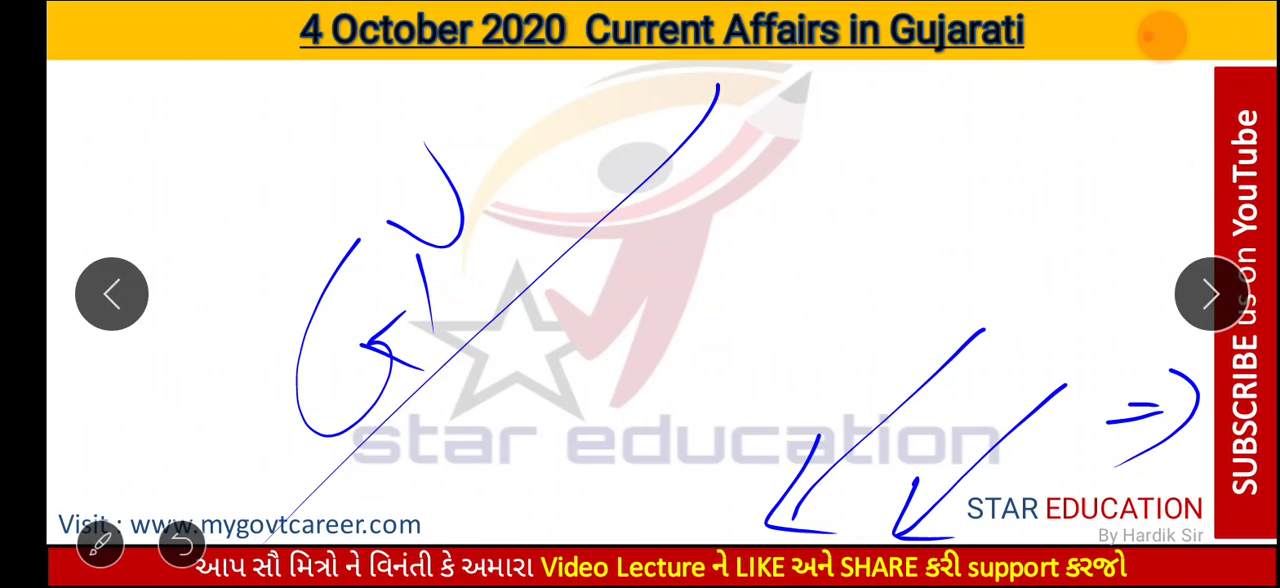 4 October 2020 Current Affairs in Gujarati
SUBSCRIBE us on YouTube
star education
STAR EDUCATION
By Hardik Sir
Visit : www.mygovtcareer.com
આપ સૌ મિત્રો ને વિનંતી કે અમારા Video Lecture ને LIKE અને SHARE કરી support કરજો